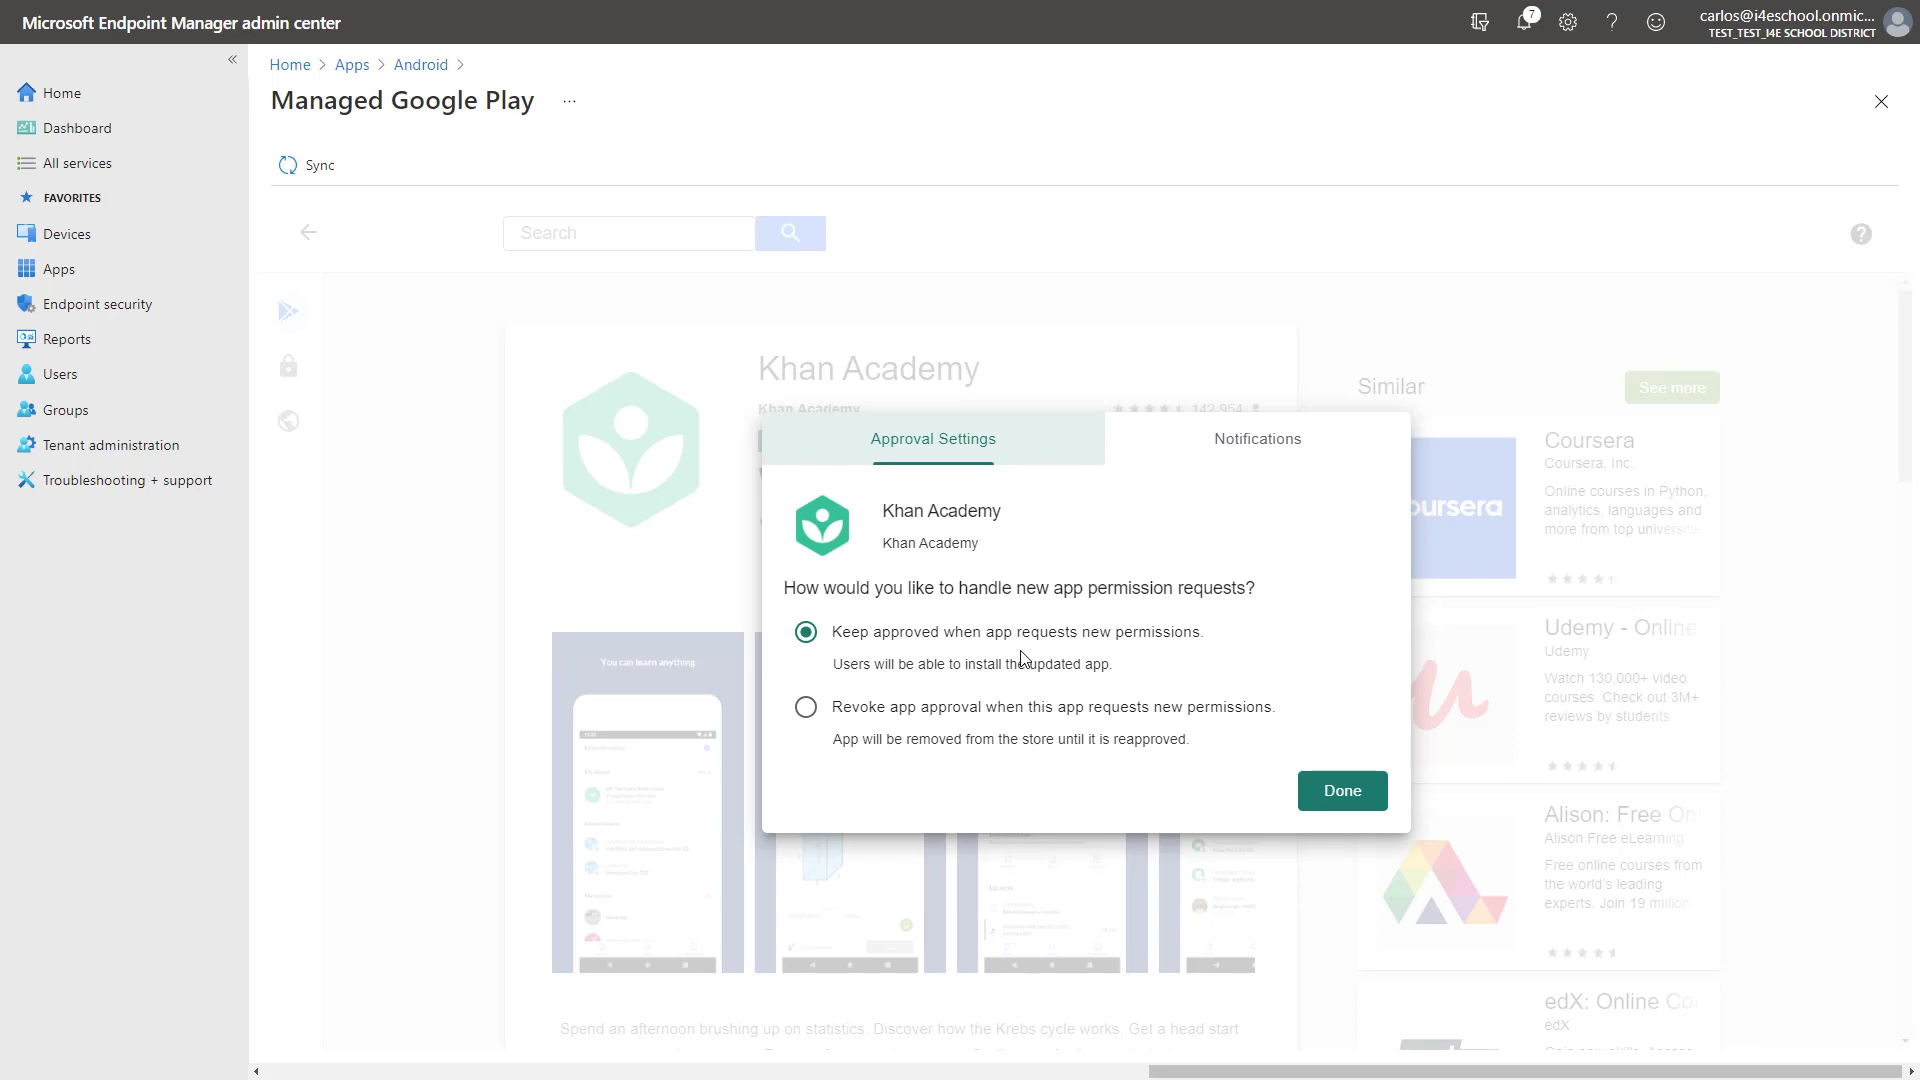 Microsoft Endpoint Manager admin center
7
carlos@i4eschool.onmic...
TEST_TEST_I4E SCHOOL DISTRICT
Home
Dashboard
All services
FAVORITES
Devices
Apps
Endpoint security
Reports
Users
Groups
Tenant administration
Troubleshooting + support
Home > Apps > Android >
Managed Google Play ...
Sync
Search
Khan Academy
Khan Academy
142,954
Similar
See more
Approval Settings
Notifications
Khan Academy
Khan Academy
How would you like to handle new app permission requests?
Keep approved when app requests new permissions.
Users will be able to install the updated app.
Revoke app approval when this app requests new permissions.
App will be removed from the store until it is reapproved.
Done
Coursera
Coursera, Inc.
Online courses in Python,
analytics, languages and
more from top
oursera
Udemy - Online
Udemy
Watch 130,000+ video
courses. Check out 3M+
reviews by students.
Alison: Free On
Alison Free eLearning
Free online courses from
the world's leading
experts. Join 19 million
edX: Online Co
edX
You can learn anything
Spend an afternoon brushing up on statistics. Discover how the Krebs cycle works. Get a head start